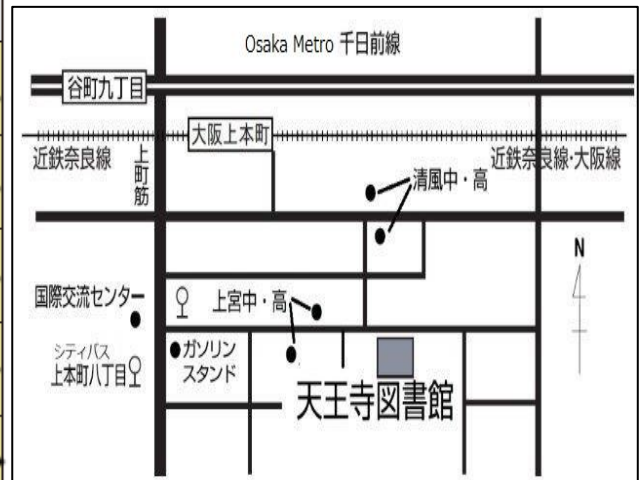 Osaka Metro 千日前線
谷町九丁目
大阪上本町
近鉄奈良線
上町筋
近鉄奈良線・大阪線
清風中・高
N
国際交流センター
上宮中・高
シティバス
上本町八丁目
ガソリン
スタンド
天王寺図書館